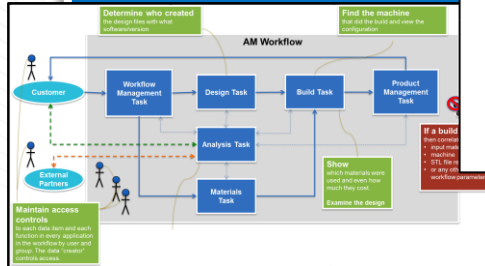 Determine who created
the design files with what
software/version
Find the machine
that did the build and view the
configuration
AM Workflow
Customer
Workflow
Management
Task
Design Task
Build Task
Product
Management
Task
Analysis Task
External
Partners
Materials
Task
Maintain access
controls
to each data item and each
function in every application
in the workflow by user and
group. The data "creator"
controls access.
Show
which materials were
used and even how
much they cost
Examine the design
If a build
then correlate
input mate
machine
STL file re
or any oth
workflow parameter